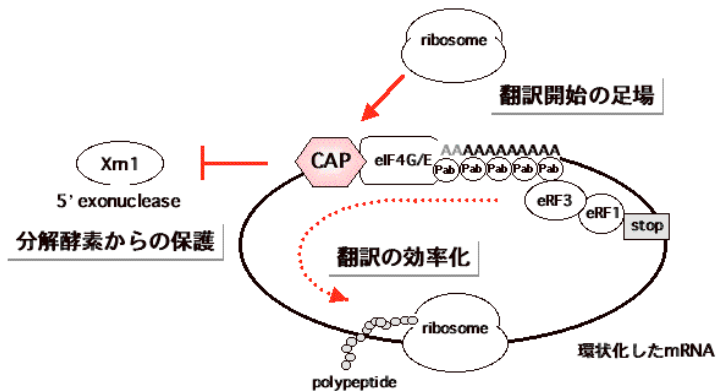 ribosome
翻訳開始の足場
AAAAAAAAAAA
CAP
eIF4G/E
Pab
Pab
Pab
Pab
Pab
Xrn1
5' exonuclease
分解酵素からの保護
eRF3
eRF1
stop
翻訳の効率化
ribosome
環状化したmRNA
polypeptide